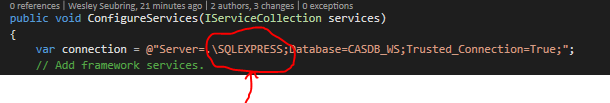 0 references | Wesley Seubring, 21 minutes ago | 2 authors, 3 changes | 0 exceptions
public void ConfigureServices(IServiceCollection services)
{
var connection = @"Server=.\SQLEXPRESS;Database=CASDB_WS;Trusted_Connection=True;";
// Add framework services.